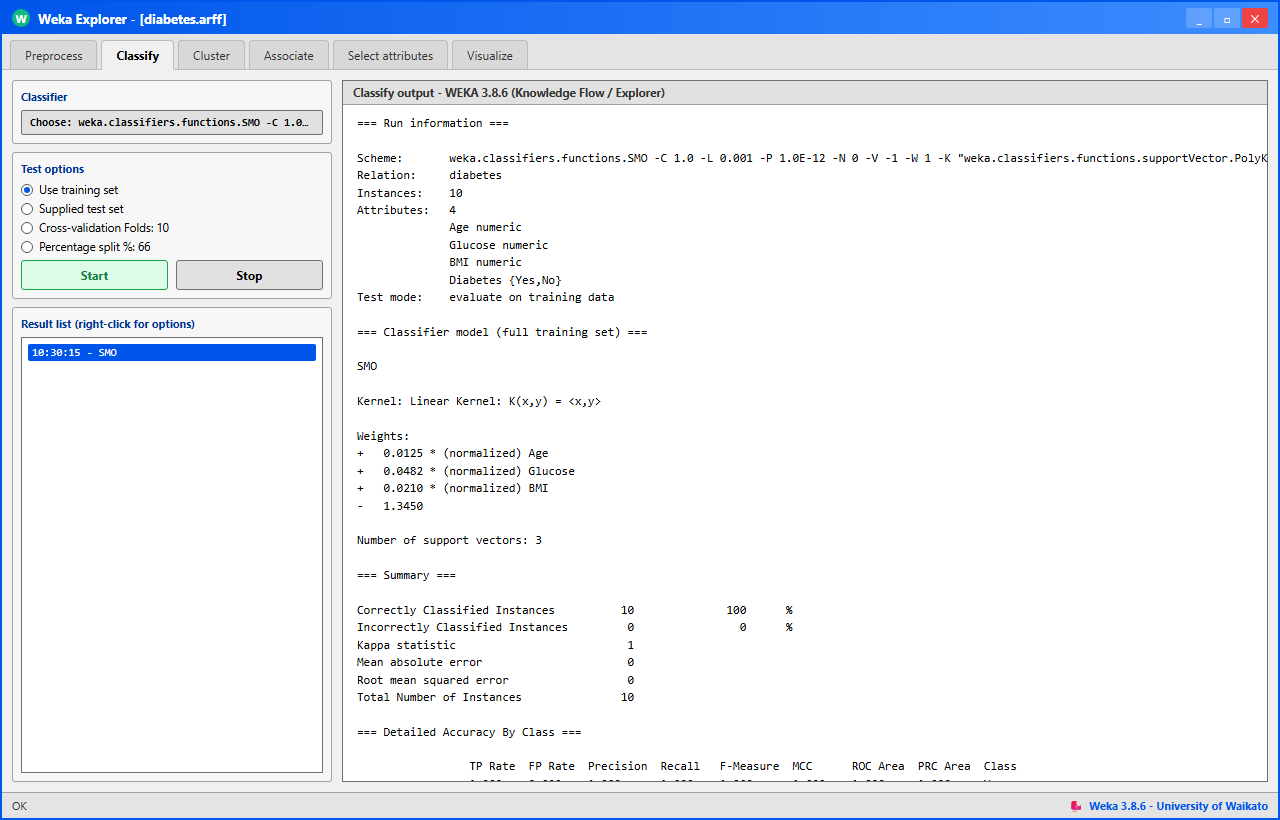 W Weka Explorer - [diabetes.arff]
Preprocess Classify Cluster Associate Select attributes Visualize
Classifier
Choose: weka.classifiers.functions.SMO -C 1.0…
Test options
Use training set
Supplied test set
Cross-validation Folds: 10
Percentage split %: 66
Start Stop
Result list (right-click for options)
10:30:15 - SMO
Classify output - WEKA 3.8.6 (Knowledge Flow / Explorer)
=== Run information ===
Scheme: weka.classifiers.functions.SMO -C 1.0 -L 0.001 -P 1.0E-12 -N 0 -V -1 -W 1 -K "weka.classifiers.functions.supportVector.PolyK
Relation: diabetes
Instances: 10
Attributes: 4
Age numeric
Glucose numeric
BMI numeric
Diabetes {Yes,No}
Test mode: evaluate on training data
=== Classifier model (full training set) ===
SMO
Kernel: Linear Kernel: K(x,y) = <x,y>
Weights:
+ 0.0125 * (normalized) Age
+ 0.0482 * (normalized) Glucose
+ 0.0210 * (normalized) BMI
- 1.3450
Number of support vectors: 3
=== Summary ===
Correctly Classified Instances 10 100 %
Incorrectly Classified Instances 0 0 %
Kappa statistic 1
Mean absolute error 0
Root mean squared error 0
Total Number of Instances 10
=== Detailed Accuracy By Class ===
TP Rate FP Rate Precision Recall F-Measure MCC ROC Area PRC Area Class
OK
Weka 3.8.6 - University of Waikato